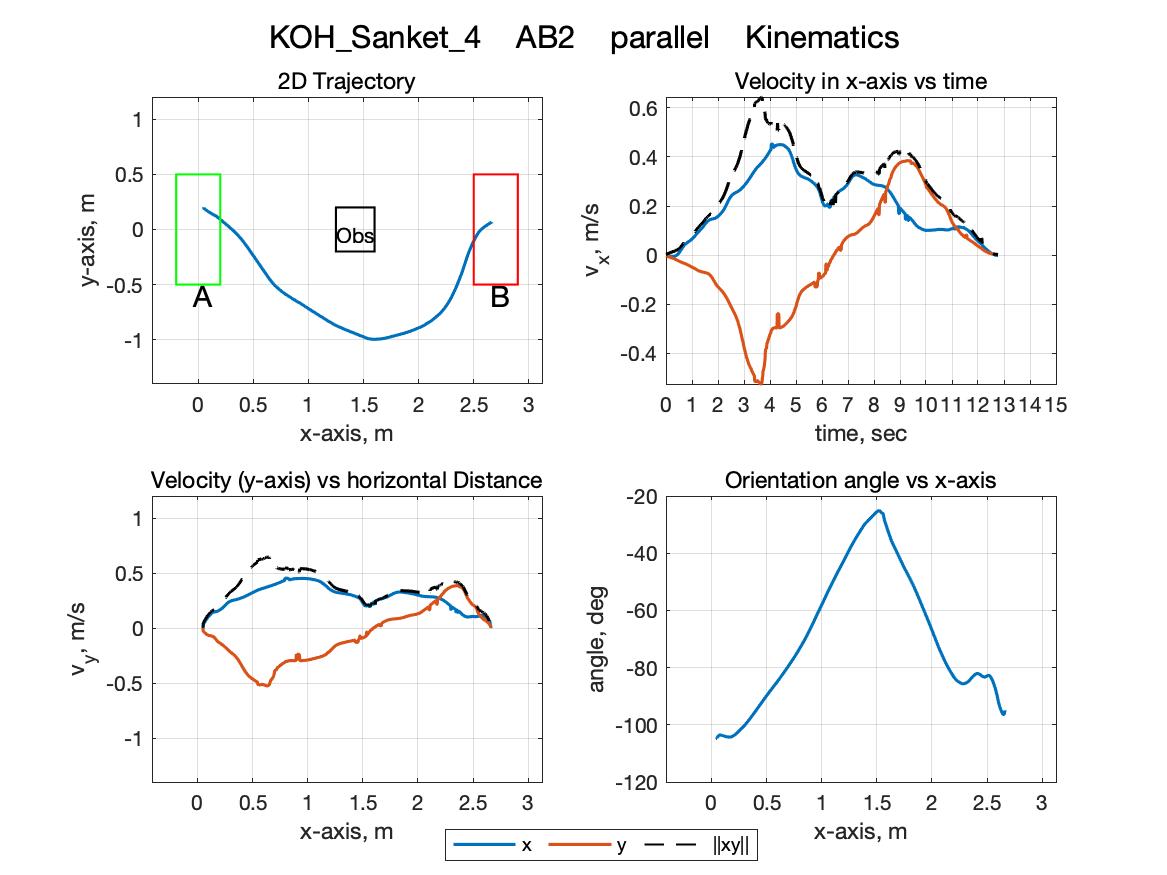 KOH_Sanket_4 AB2 parallel Kinematics
2D Trajectory
1
0.5
0
-0.5
-1
y-axis, m
A
Obs
B
0 0.5 1 1.5 2 2.5 3
x-axis, m
Velocity in x-axis vs time
0.6
0.4
0.2
0
-0.2
-0.4
vx, m/s
0 1 2 3 4 5 6 7 8 9 10 11 12 13 14 15
time, sec
Velocity (y-axis) vs horizontal Distance
1
0.5
0
-0.5
-1
vy, m/s
0 0.5 1 1.5 2 2.5 3
x-axis, m
Orientation angle vs x-axis
-20
-40
-60
-80
-100
-120
angle, deg
0 0.5 1 1.5 2 2.5 3
x-axis, m
x y ||xy||